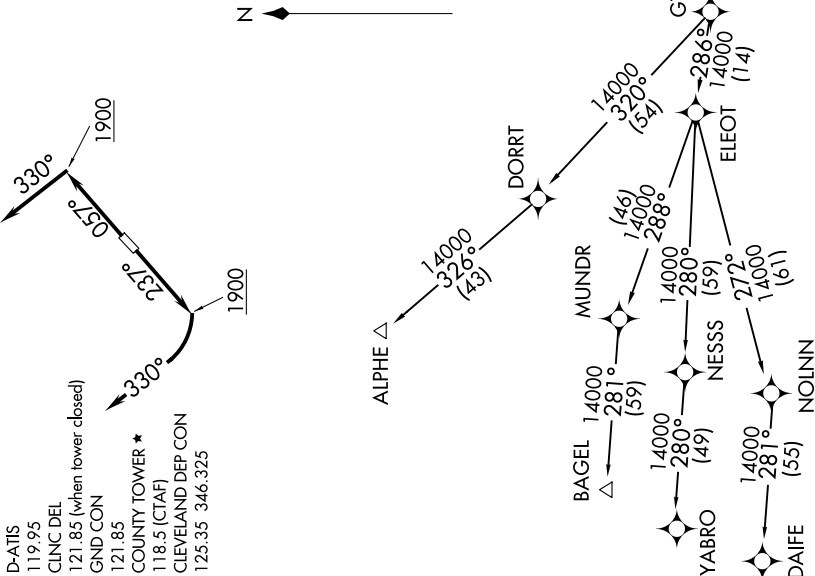 D-ATIS
119.95
CLNC DEL
121.85 (when tower closed)
GND CON
121.85
COUNTY TOWER ★
118.5 (CTAF)
CLEVELAND DEP CON
125.35 346.325
330°
237°
057°
330°
1900
1900
N
ALPHE
14000
326°
(43)
DORRT
14000
320°
(54)
286°
14000
(14)
ELEOT
BAGEL
14000
281°
(59)
MUNDR
(46)
14000
288°
YABRO
14000
280°
(49)
NESSS
14000
280°
(59)
DAIFE
14000
281°
(55)
NOLNN
272°
14000
(61)